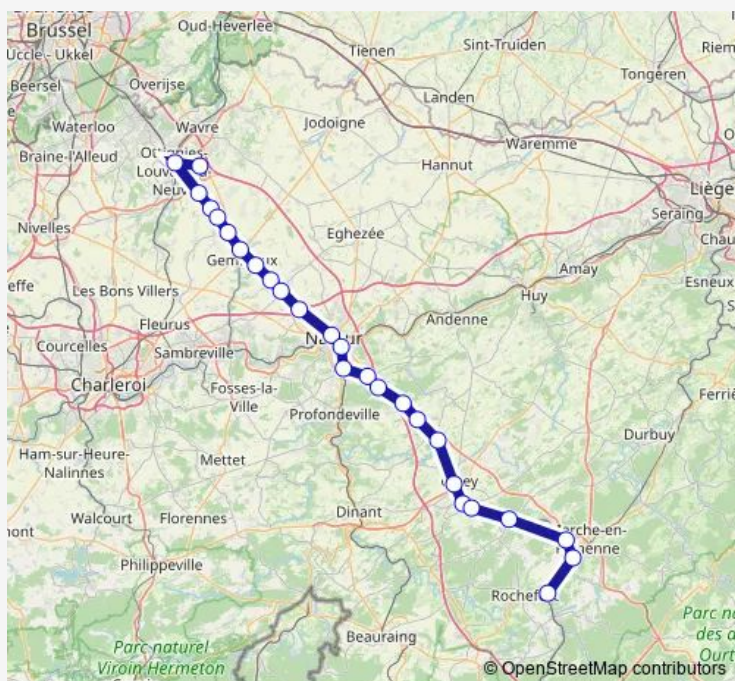 Oud-Heverlee
Brussel
Uccle - Ukkel
Tienen
Sint-Truiden
Riem
Beersel
Overijse
Tongeren
Landen
Waterloo
Wavre
Jodoigne
Waremme
Braine-l'Alleud
Ottignies-
Hannut
Liège
Seraing
Nivelles
Eghezée
Chau
effe
Les Bons Villers
Amay
Huy
Esneux
Fleurus
Andenne
Courcelles
Sambreville
Charleroi
Fosses-la-
Ville
Profondeville
Ferriè
Durbuy
Ham-sur-Heure-
Nalinnes
Mettet
Walcourt
Florennes
Dinant
mont
Philippeville
Beauraing
Parc naturel
Viroin Hermeton
Parc n
des a
Ourt
© OpenStreetMap contributors